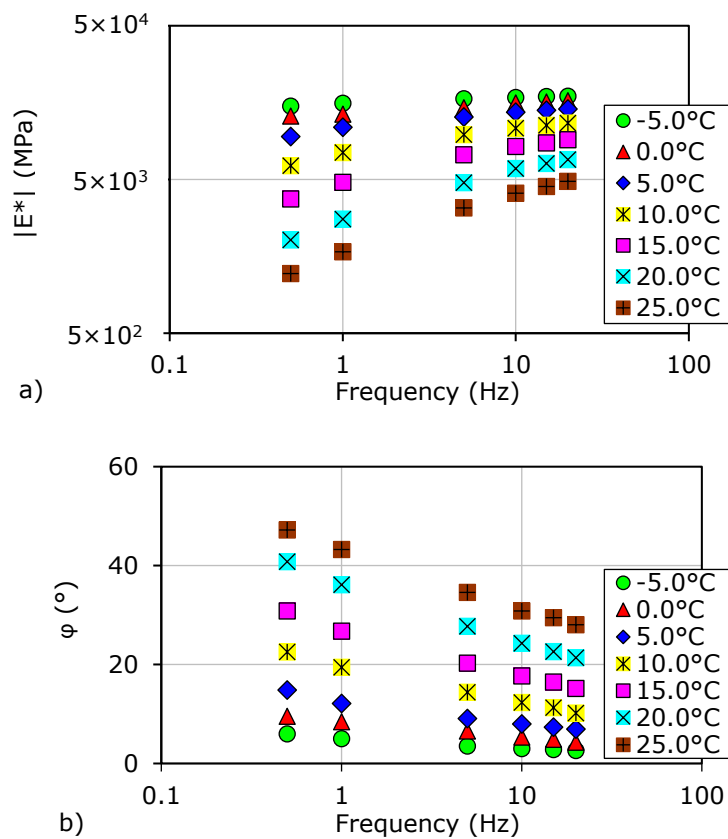 5×10⁴
5×10³
5×10²
|E*| (MPa)
-5.0°C
0.0°C
5.0°C
10.0°C
15.0°C
20.0°C
25.0°C
0.1 1 10 100
Frequency (Hz)
a)
60
40
20
0
φ (°)
-5.0°C
0.0°C
5.0°C
10.0°C
15.0°C
20.0°C
25.0°C
0.1 1 10 100
Frequency (Hz)
b)